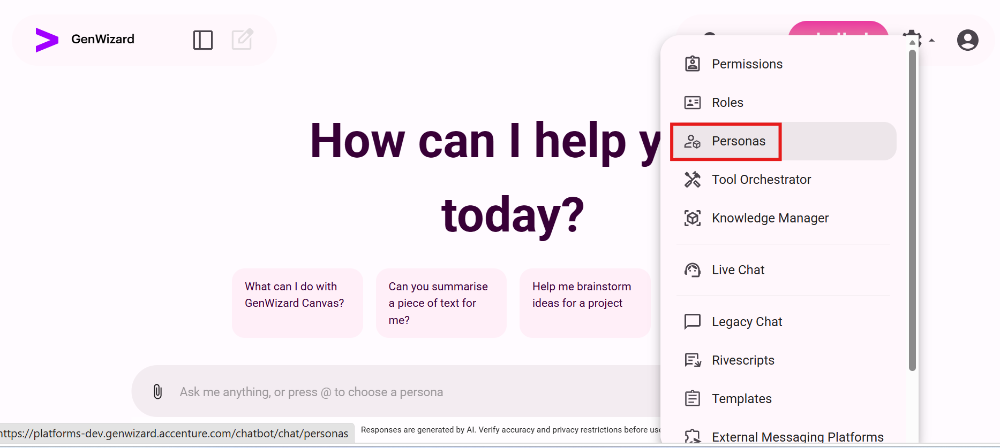 GenWizard
Permissions
Roles
Personas
Tool Orchestrator
Knowledge Manager
Live Chat
Legacy Chat
Rivescripts
Templates
External Messaging Platforms
How can I help
today?
What can I do with
GenWizard Canvas?
Can you summarise
a piece of text for
me?
Help me brainstorm
ideas for a project
Ask me anything, or press @ to choose a persona
https://platforms-dev.genwizard.accenture.com/chatbot/chat/personas
Responses are generated by AI. Verify accuracy and privacy restrictions before